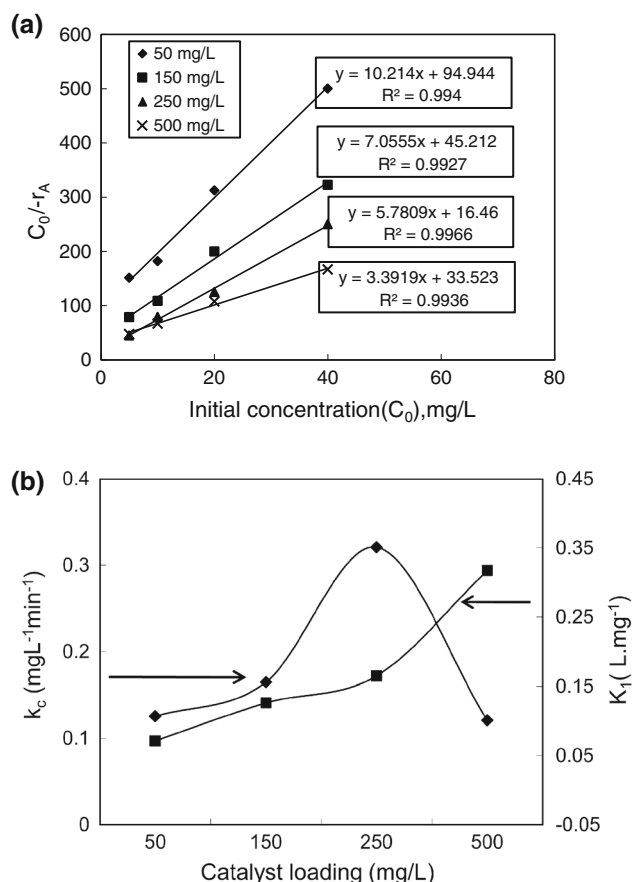 (a)
600
500
400
300
200
100
0
C₀/-r_A
50 mg/L
150 mg/L
250 mg/L
500 mg/L
y = 10.214x + 94.944
R² = 0.994
y = 7.0555x + 45.212
R² = 0.9927
y = 5.7809x + 16.46
R² = 0.9966
y = 3.3919x + 33.523
R² = 0.9936
0 20 40 60 80
Initial concentration(C₀),mg/L
(b)
0.4
0.3
0.2
0.1
0
k_c (mgL⁻¹min⁻¹)
0.45
0.35
0.25
0.15
0.05
-0.05
K₁( L.mg⁻¹)
50 150 250 500
Catalyst loading (mg/L)